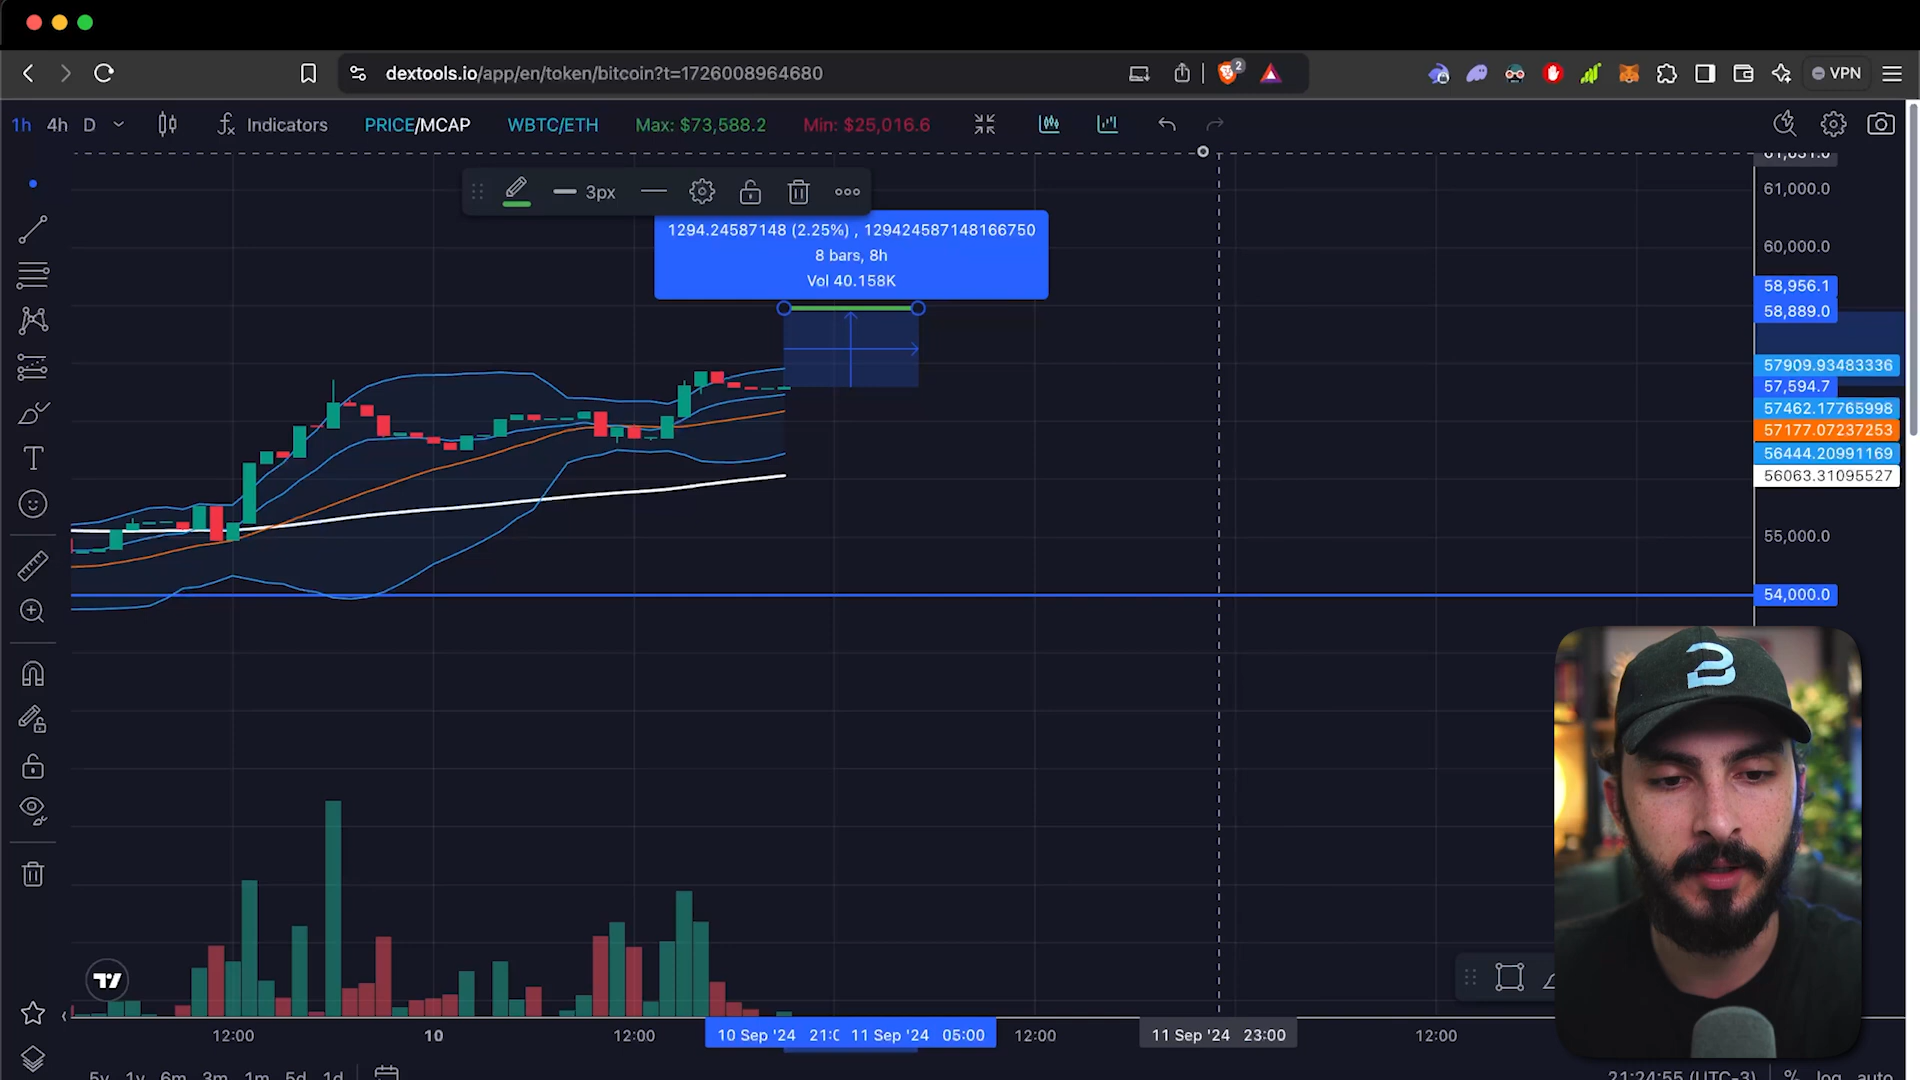 dextools.io/app/en/token/bitcoin?t=1726008964680
2
VPN
1h 4h D Indicators PRICE/MCAP WBTC/ETH Max: $73,588.2 Min: $25,016.6
61,000.0
3px
1294.24587148 (2.25%) , 129424587148166750
8 bars, 8h
Vol 40.158K
60,000.0
58,956.1
58,889.0
57909.93483336
57,594.7
57462.17765998
57177.07237253
56444.20991169
56063.31095527
55,000.0
54,000.0
12:00 10 12:00 10 Sep '24 11 Sep '24 05:00 12:00 11 Sep '24 23:00 12:00
5y 1y 6m 3m 1m 5d 1d
21:24:55 (UTC-3) % log auto